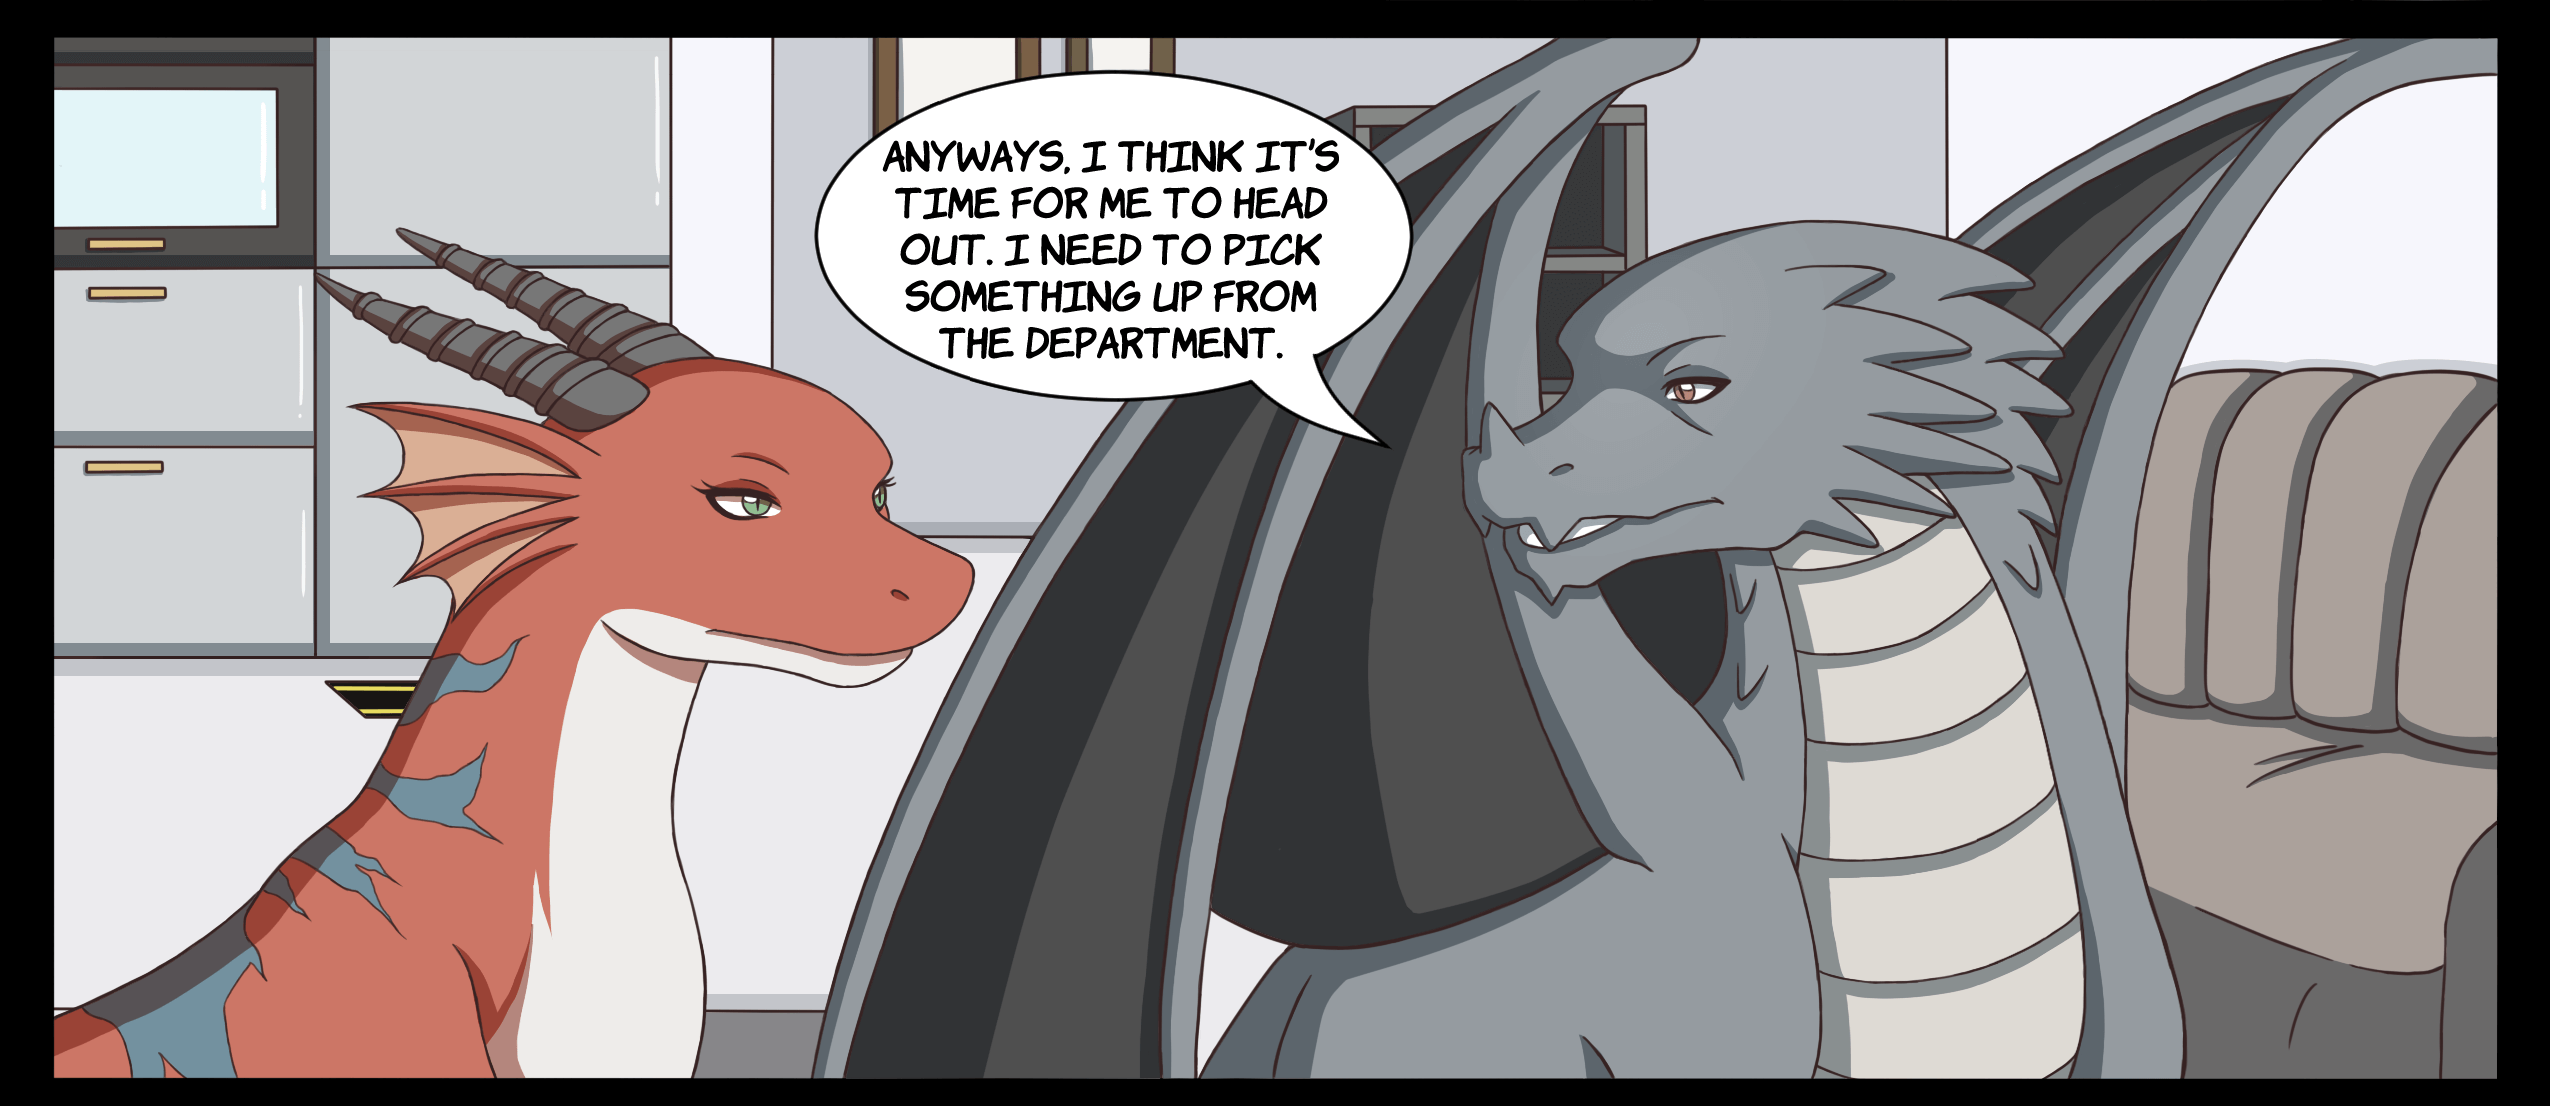 ANYWAYS, I THINK IT'S
TIME FOR ME TO HEAD
OUT. I NEED TO PICK
SOMETHING UP FROM
THE DEPARTMENT.